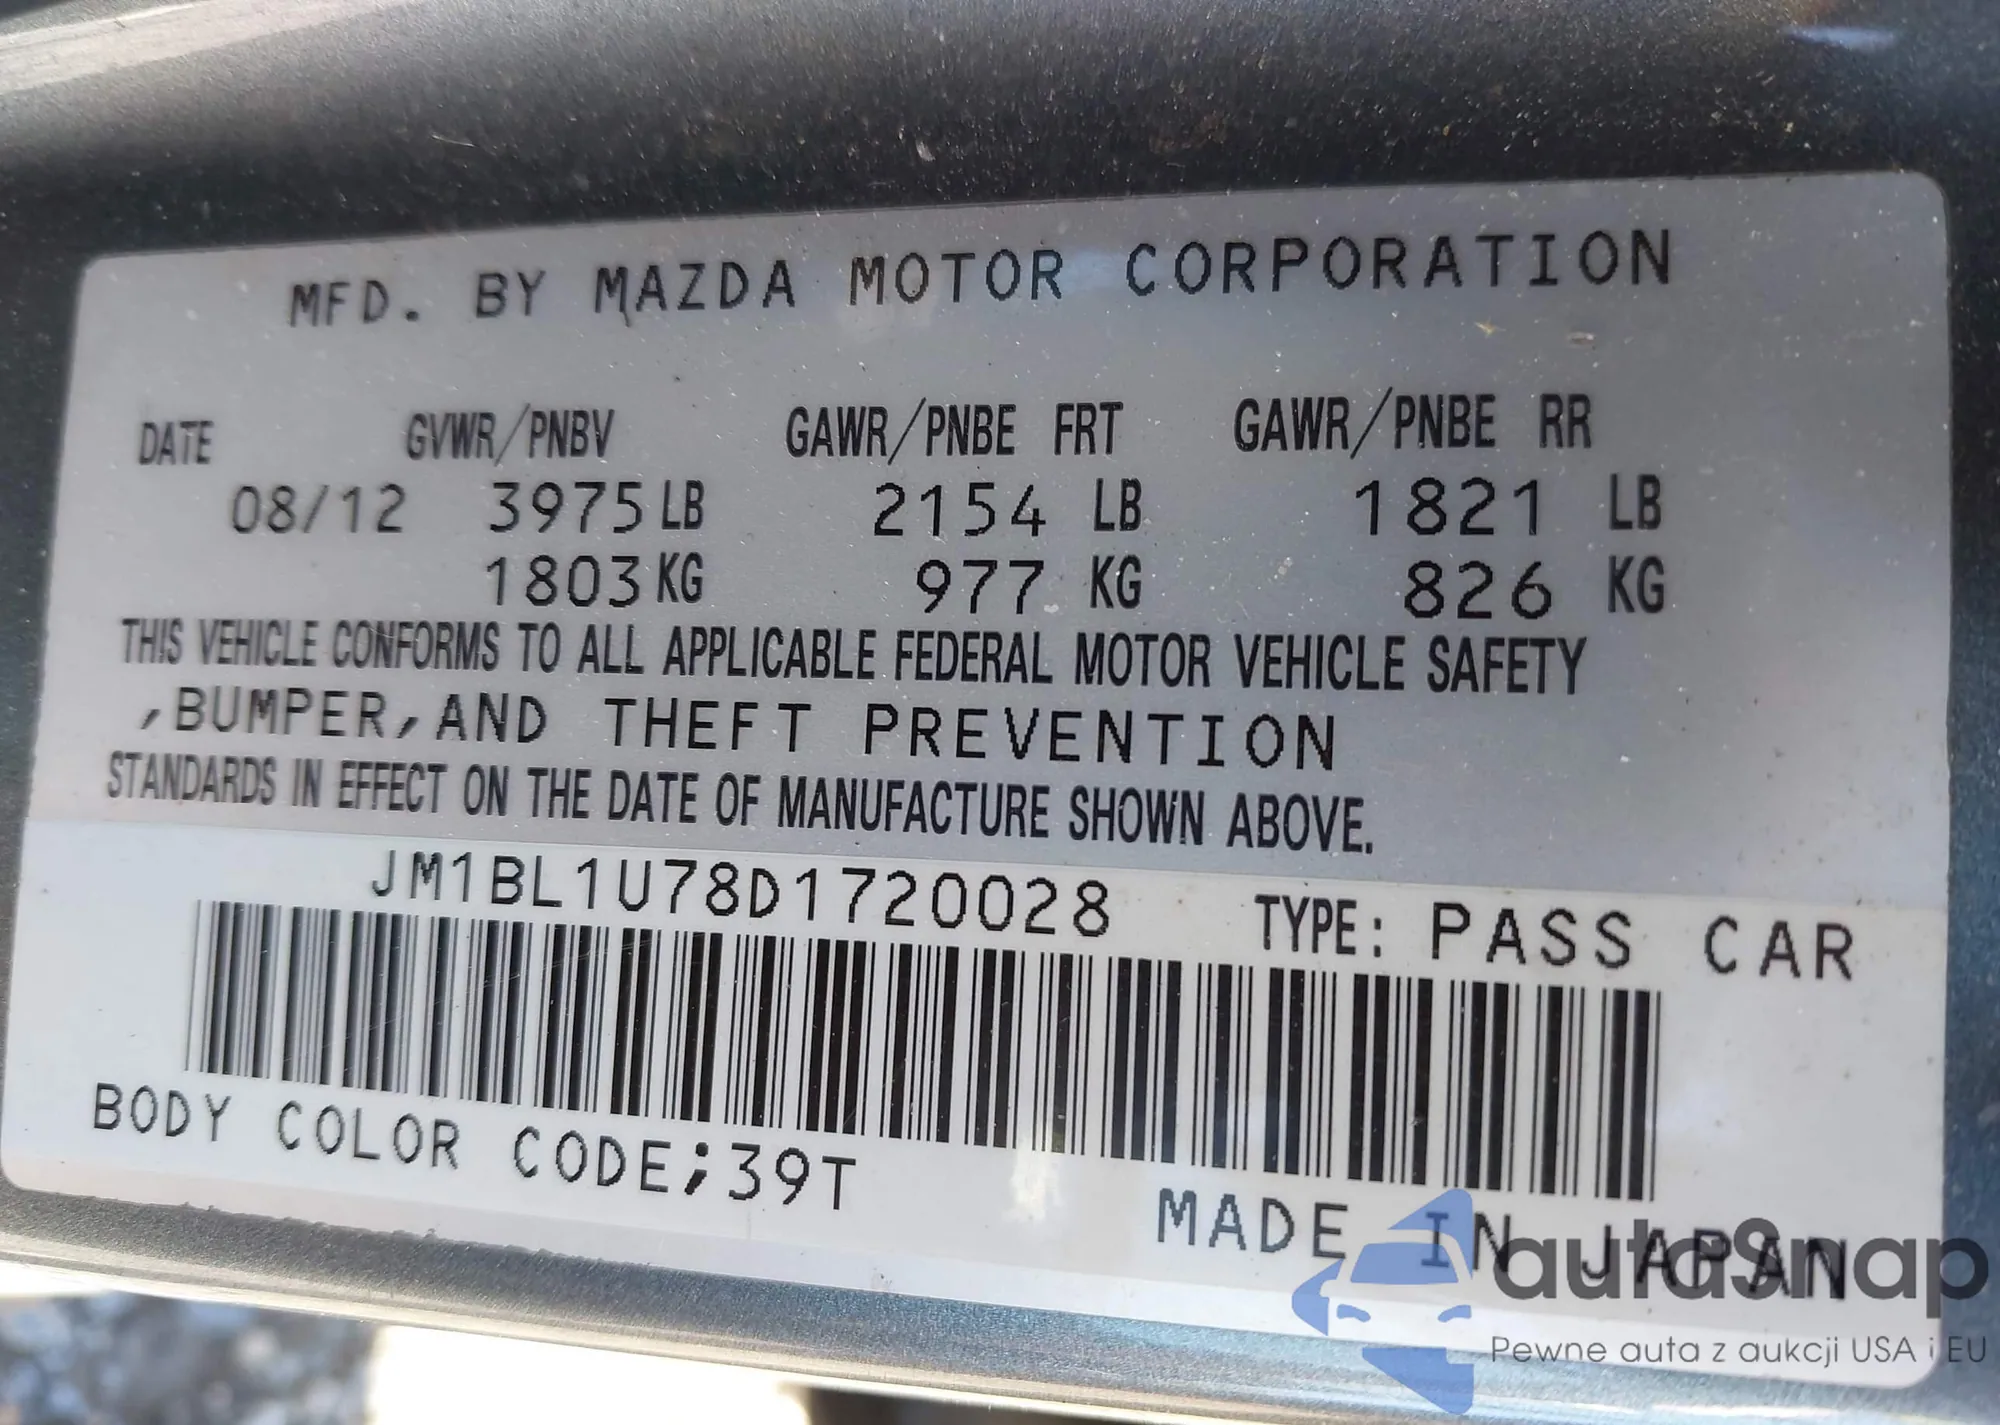 MFD. BY MAZDA MOTOR CORPORATION
DATE GVWR/PNBV GAWR/PNBE FRT GAWR/PNBE RR
08/12 3975 LB 2154 LB 1821 LB
1803 KG 977 KG 826 KG
THIS VEHICLE CONFORMS TO ALL APPLICABLE FEDERAL MOTOR VEHICLE SAFETY
,BUMPER,AND THEFT PREVENTION
STANDARDS IN EFFECT ON THE DATE OF MANUFACTURE SHOWN ABOVE.
JM1BL1U78D1720028 TYPE: PASS CAR
BODY COLOR CODE;39T
MADE IN JAPAN
autaSnap
Pewne auta z aukcji USA i EU